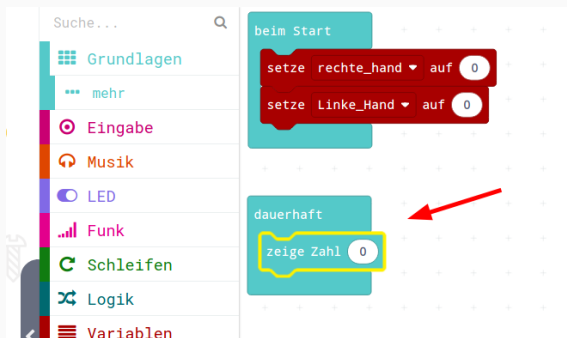 Suche...
Grundlagen
mehr
Eingabe
Musik
LED
Funk
Schleifen
Logik
Variablen
beim Start
setze rechte_hand auf 0
setze Linke_Hand auf 0
dauerhaft
zeige Zahl 0